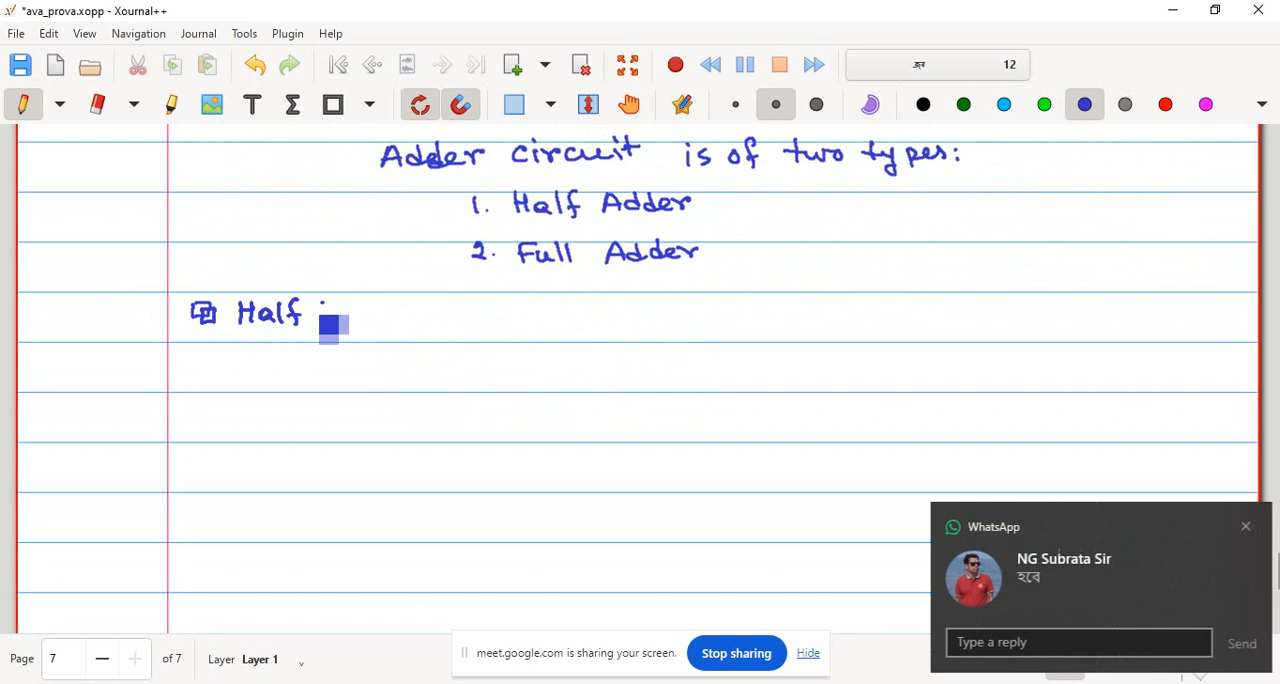 *ava_prova.xopp - Xournal++
File Edit View Navigation Journal Tools Plugin Help
12
Adder circuit is of two types:
1. Half Adder
2. Full Adder
Half
WhatsApp
NG Subrata Sir
হবে
Type a reply Send
Page 7 of 7 Layer Layer 1
meet.google.com is sharing your screen. Stop sharing Hide